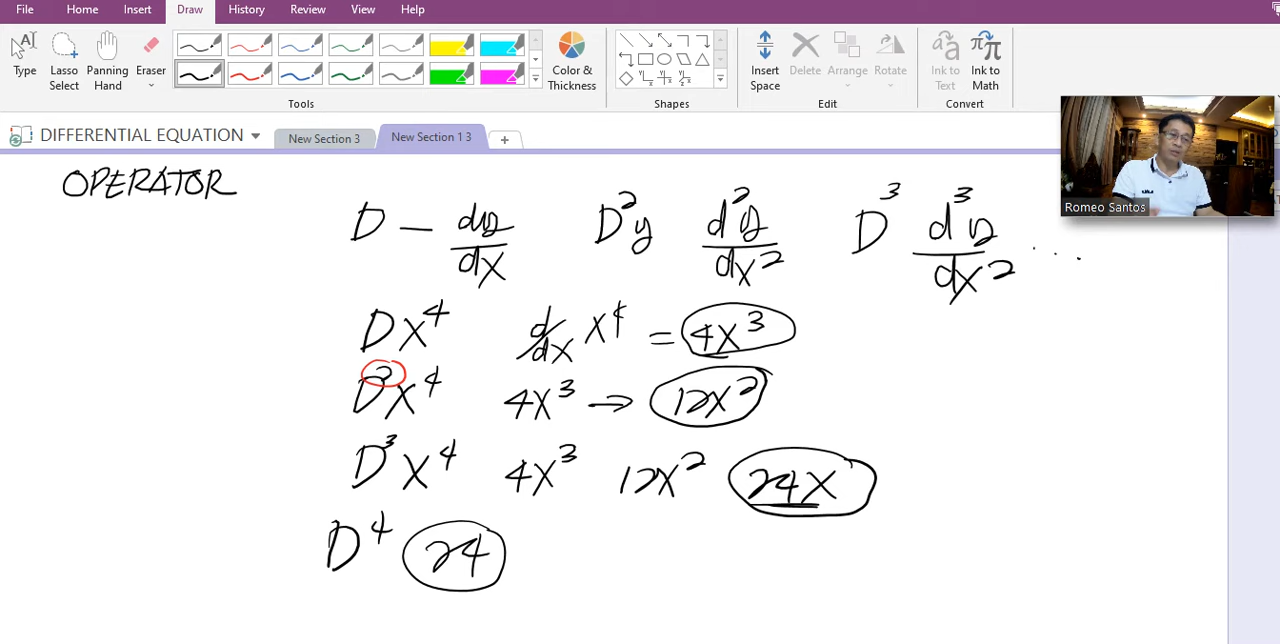 File Home Insert Draw History Review View Help
Type Lasso Select Panning Hand Eraser Color & Thickness Insert Space Delete Arrange Rotate Ink to Text Ink to Math
Tools Shapes Edit Convert
DIFFERENTIAL EQUATION New Section 3 New Section 1 3 +
Romeo Santos
OPERATOR
D – dy/dx D²y d²y/dx² D³ d³y/dx² ...
Dx⁴ d/dx x⁴ = 4x³
D²x⁴ 4x³ → 12x²
D³x⁴ 4x³ 12x² 24x
D⁴ 24